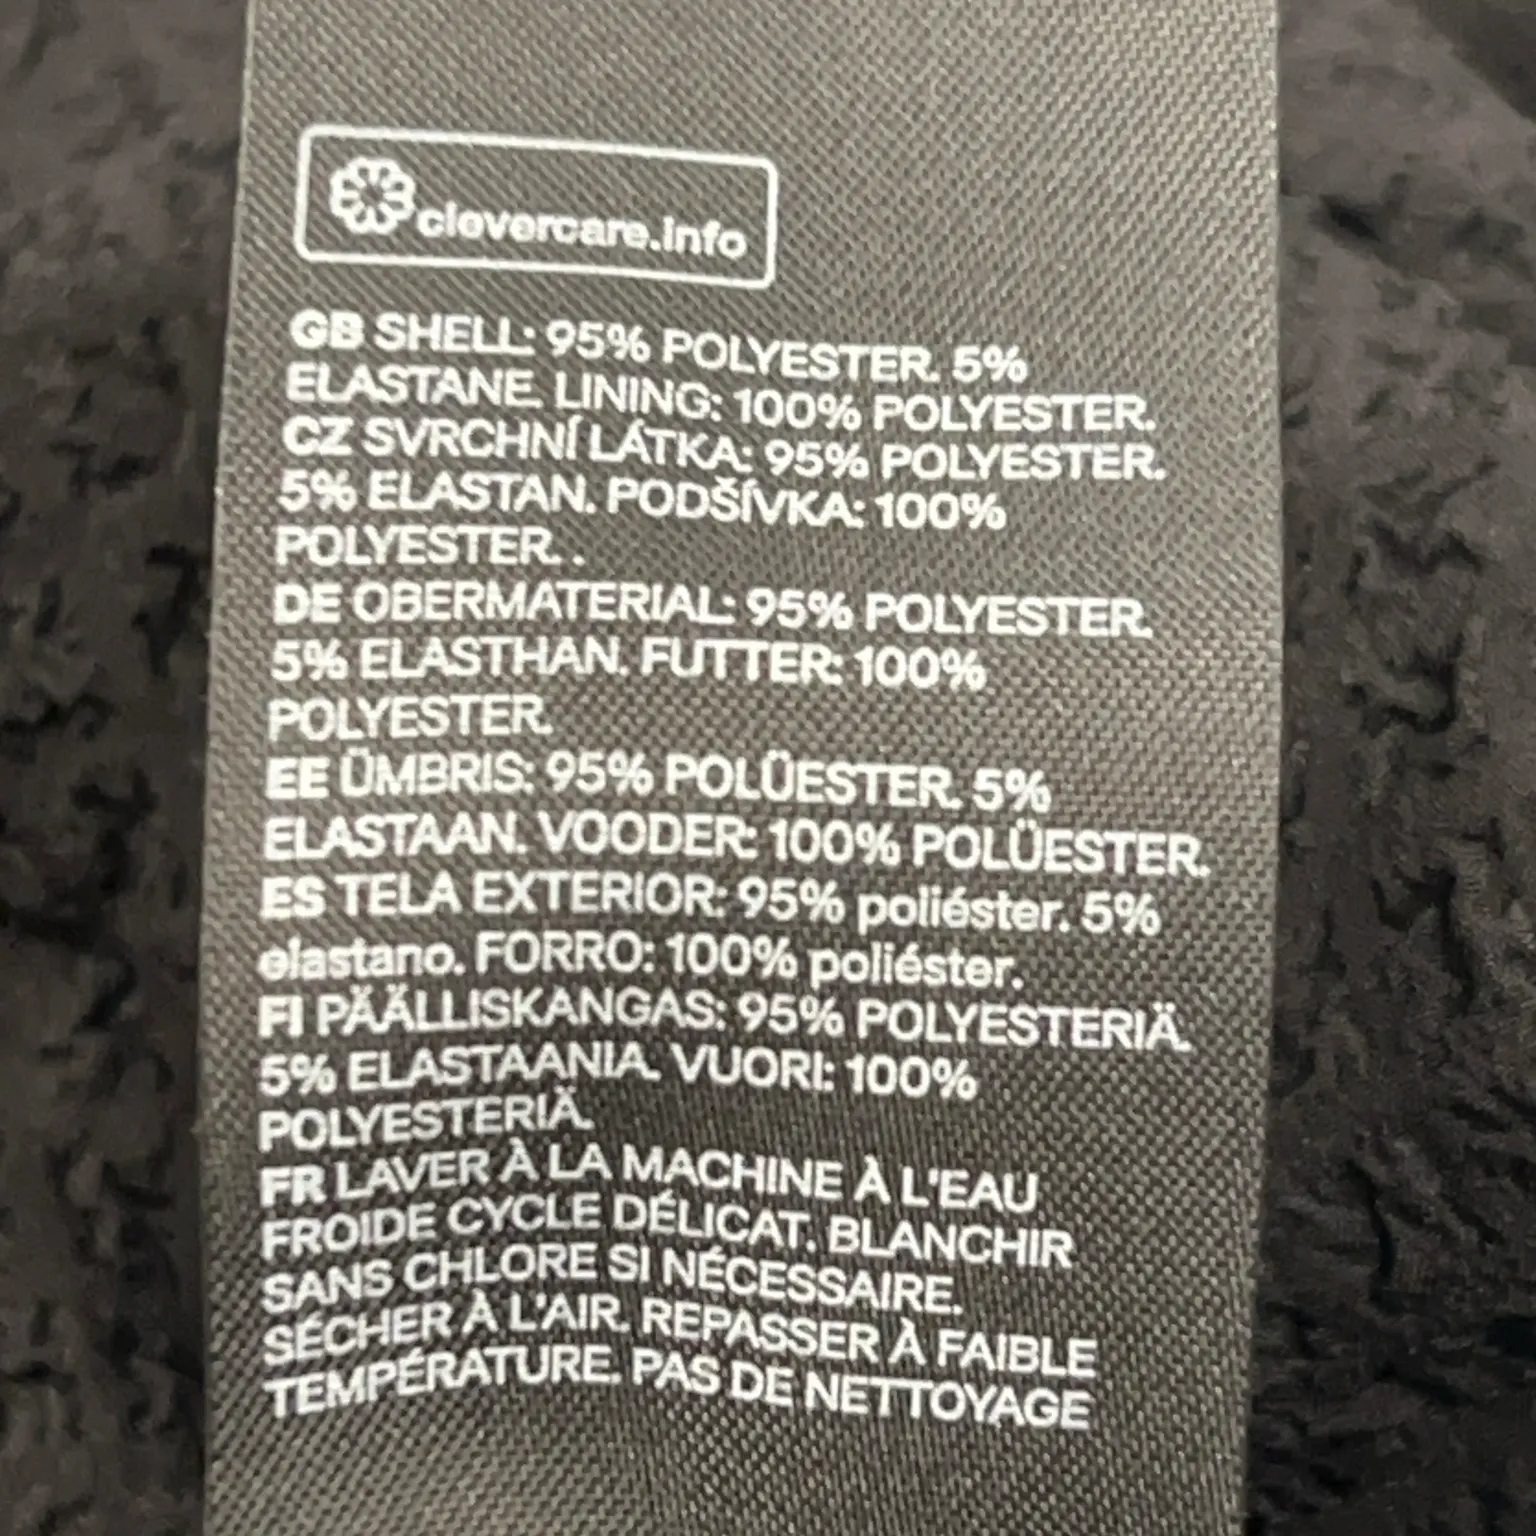 clevercare.info
GB SHELL: 95% POLYESTER. 5%
ELASTANE. LINING: 100% POLYESTER.
CZ SVRCHNÍ LÁTKA: 95% POLYESTER.
5% ELASTAN. PODŠÍVKA: 100%
POLYESTER. .
DE OBERMATERIAL: 95% POLYESTER.
5% ELASTHAN. FUTTER: 100%
POLYESTER.
EE ÜMBRIS: 95% POLÜESTER. 5%
ELASTAAN. VOODER: 100% POLÜESTER.
ES TELA EXTERIOR: 95% poliéster. 5%
elastano. FORRO: 100% poliéster.
FI PÄÄLLISKANGAS: 95% POLYESTERIÄ.
5% ELASTAANIA. VUORI: 100%
POLYESTERIÄ.
FR LAVER À LA MACHINE À L'EAU
FROIDE CYCLE DÉLICAT. BLANCHIR
SANS CHLORE SI NÉCESSAIRE.
SÉCHER À L'AIR. REPASSER À FAIBLE
TEMPÉRATURE. PAS DE NETTOYAGE